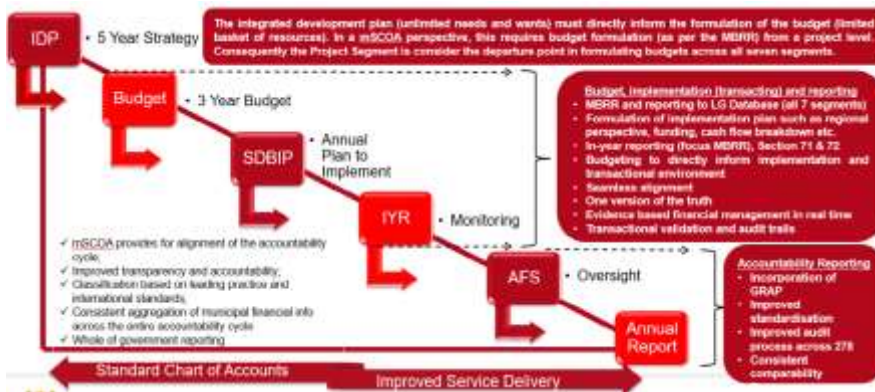 The integrated development plan (unlimited needs and wants) must directly inform the formulation of the budget (limited
basket of resources). In a mSCOA perspective, this requires budget formulation (as per the MBRR) from a project level.
Consequently the Project Segment is consider the departure point in formulating budgets across all seven segments.
IDP
• 5 Year Strategy
Budget
• 3 Year Budget
SDBIP
• Annual
Plan to
Implement
IYR
• Monitoring
AFS
• Oversight
Annual
Report
Budget, implementation (transacting) and reporting
• MBRR and reporting to LG Database (all 7 segments)
• Formulation of implementation plan such as regional
perspective, funding, cash flow breakdown etc.
• In-year reporting (focus MBRR), Section 71 & 72
• Budgeting to directly inform implementation and
transactional environment
• Seamless alignment
• One version of the truth
• Evidence based financial management in real time
• Transactional validation and audit trails
✓ mSCOA provides for alignment of the accountability
cycle,
✓ Improved transparency and accountability,
✓ Classification based on leading practice and
international standards,
✓ Consistent aggregation of municipal financial info
across the entire accountability cycle
✓ Whole of government reporting
Accountability Reporting
• Incorporation of
GRAP
• Improved
standardisation
• Improved audit
process across 278
• Consistent
comparability
Standard Chart of Accounts
Improved Service Delivery